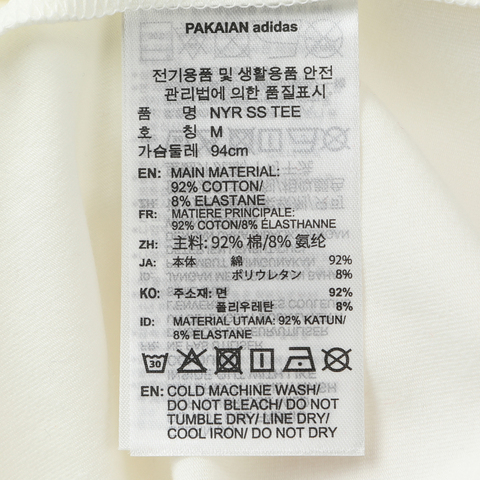 PAKAIAN adidas
전기용품 및 생활용품 안전
관리법에 의한 품질표시
품 명 NYR SS TEE
호 칭 M
가슴둘레 94cm
EN: MAIN MATERIAL:
92% COTTON/
8% ELASTANE
FR: MATIERE PRINCIPALE:
92% COTON/8% ÉLASTHANNE
ZH: 主料: 92% 棉/8% 氨纶
JA: 本体 綿 92%
ポリウレタン 8%
KO: 주소재: 면 92%
폴리우레탄 8%
ID: MATERIAL UTAMA: 92% KATUN/
8% ELASTANE
30
EN: COLD MACHINE WASH/
DO NOT BLEACH/ DO NOT
TUMBLE DRY/ LINE DRY/
COOL IRON/ DO NOT DRY